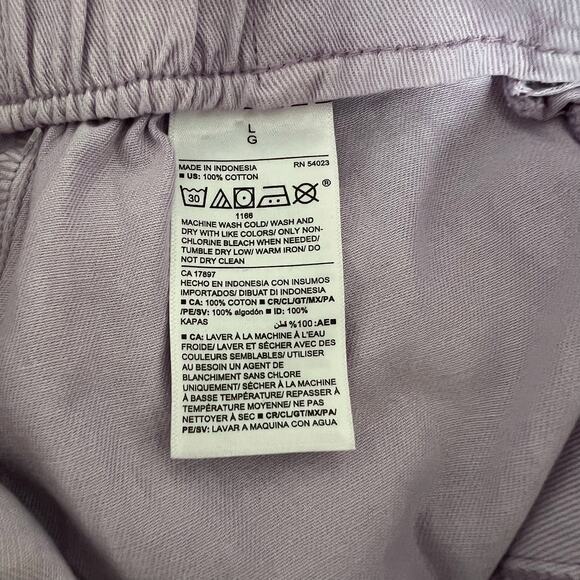 L
G
MADE IN INDONESIA RN 54023
■ US: 100% COTTON
30 ®
1166
MACHINE WASH COLD/ WASH AND
DRY WITH LIKE COLORS/ ONLY NON-
CHLORINE BLEACH WHEN NEEDED/
TUMBLE DRY LOW/ WARM IRON/ DO
NOT DRY CLEAN
CA 17897
HECHO EN INDONESIA CON INSUMOS
IMPORTADOS/ DIBUAT DI INDONESIA
■ CA: 100% COTON ■ CR/CL/GT/MX/PA
/PE/SV: 100% algodón ■ ID: 100%
KAPAS
■AE: 100% قطن
■ CA: LAVER À LA MACHINE À L'EAU
FROIDE/ LAVER ET SÉCHER AVEC DES
COULEURS SEMBLABLES/ UTILISER
AU BESOIN UN AGENT DE
BLANCHIMENT SANS CHLORE
UNIQUEMENT/ SÉCHER À LA MACHINE
À BASSE TEMPÉRATURE/ REPASSER À
TEMPÉRATURE MOYENNE/ NE PAS
NETTOYER À SEC ■ CR/CL/GT/MX/PA/
PE/SV: LAVAR A MAQUINA CON AGUA